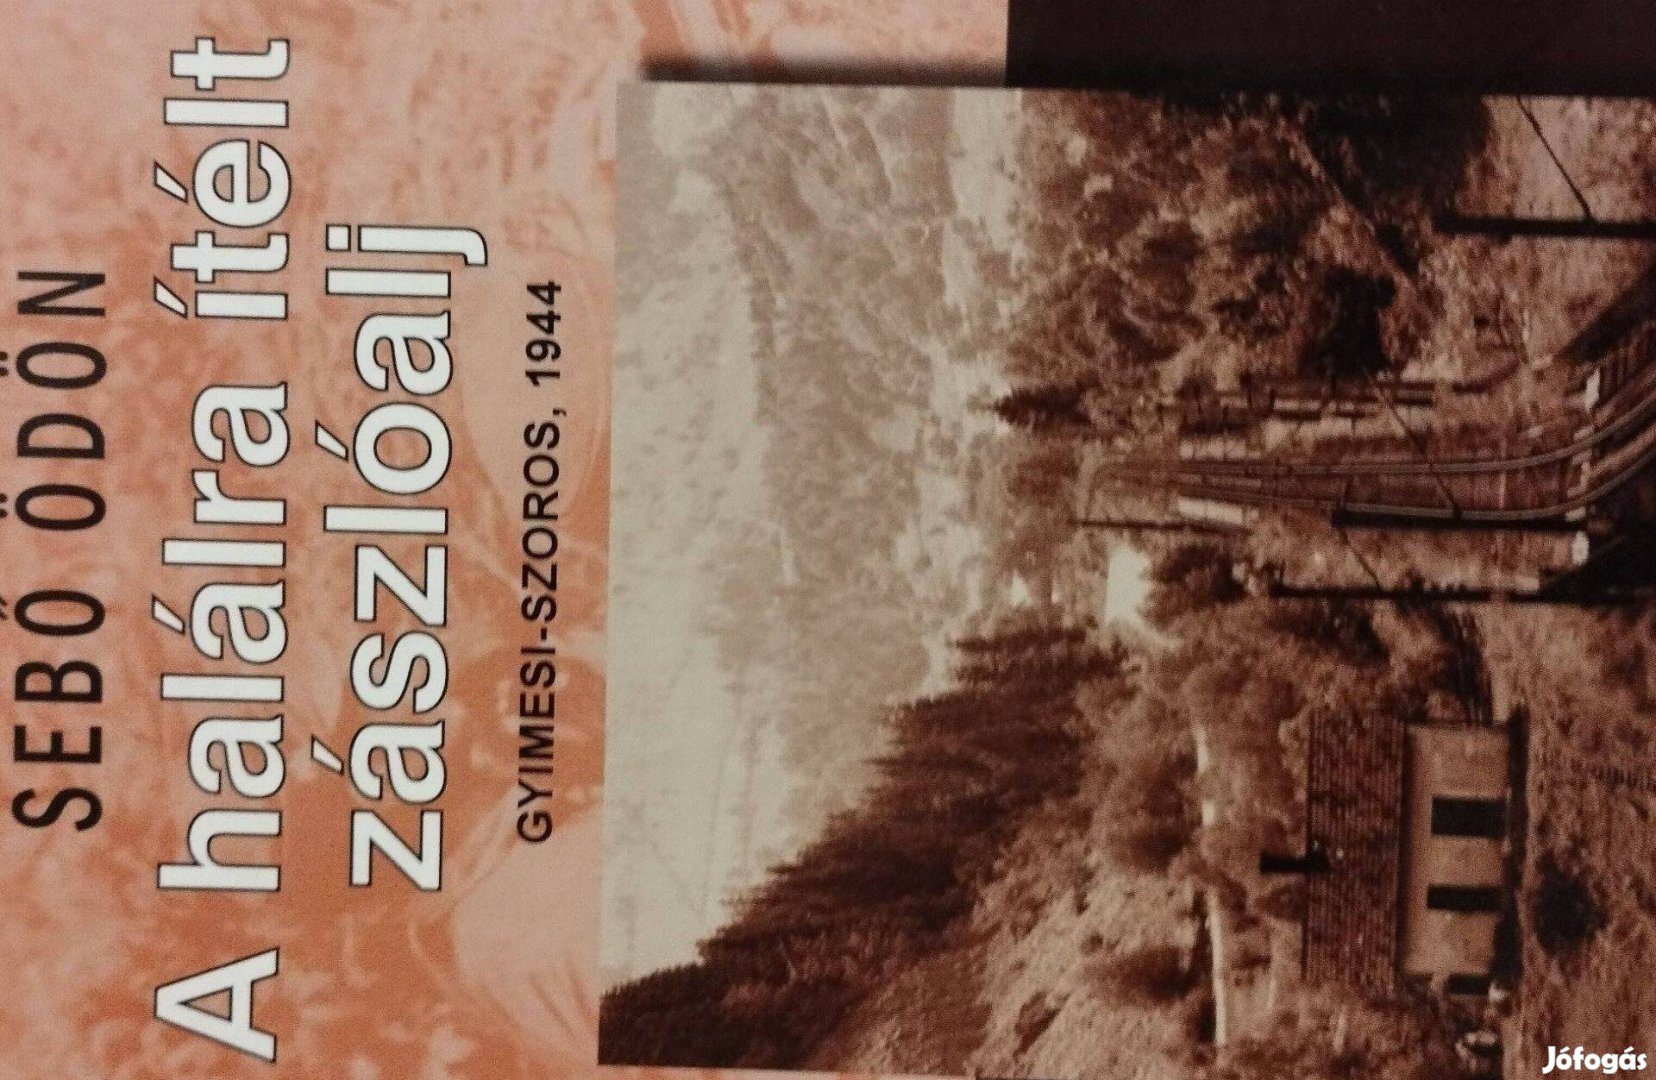 SEBŐ ÖDÖN
A halálra ítélt
zászlóalj
GYIMESI-SZOROS, 1944
Jófogás